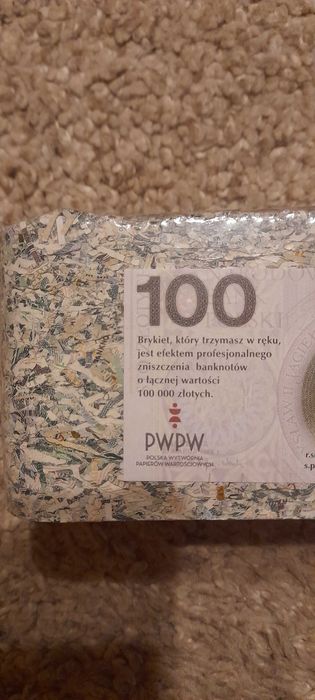 100
Brykiet, który trzymasz w ręku,
jest efektem profesjonalnego
zniszczenia banknotów
o łącznej wartości
100 000 złotych.
PWPW
POLSKA WYTWÓRNIA
PAPIERÓW WARTOŚCIOWYCH